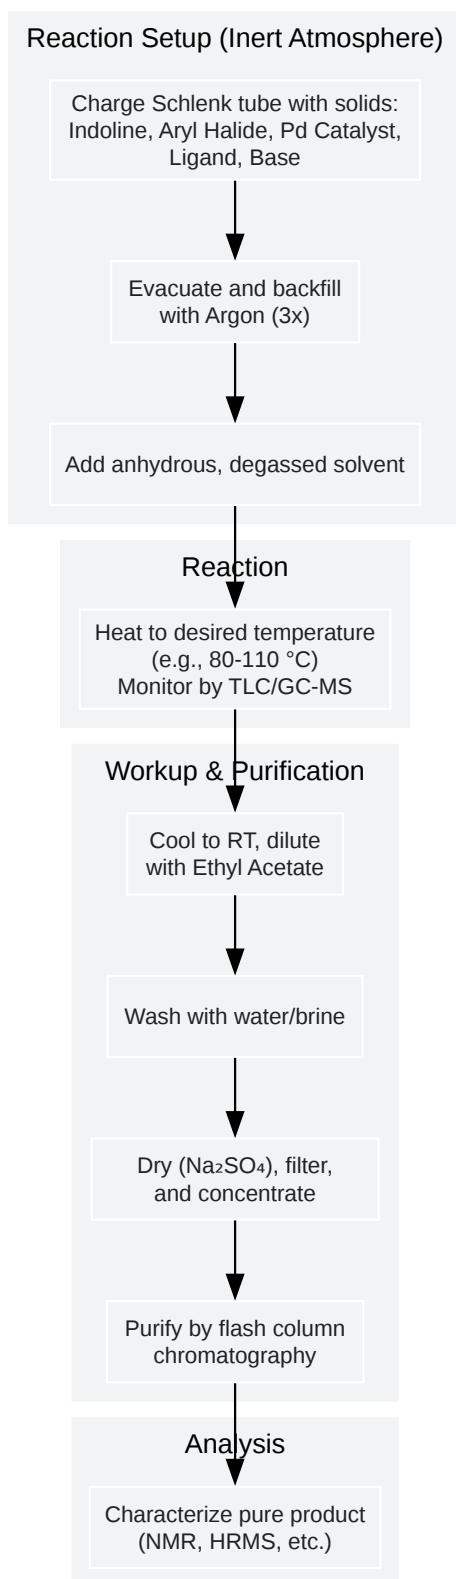 Reaction Setup (Inert Atmosphere)
Charge Schlenk tube with solids:
Indoline, Aryl Halide, Pd Catalyst,
Ligand, Base
Evacuate and backfill
with Argon (3x)
Add anhydrous, degassed solvent
Reaction
Heat to desired temperature
(e.g., 80-110 °C)
Monitor by TLC/GC-MS
Workup & Purification
Cool to RT, dilute
with Ethyl Acetate
Wash with water/brine
Dry (Na₂SO₄), filter,
and concentrate
Purify by flash column
chromatography
Analysis
Characterize pure product
(NMR, HRMS, etc.)